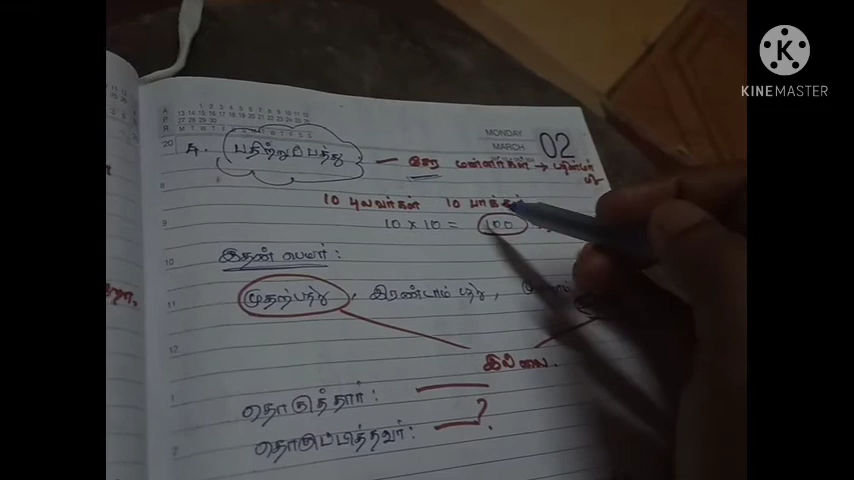 KINEMASTER
MONDAY
MARCH 02
4. பதிற்றுப்பத்து – சேர மன்னர்கள் →
10 புலவர்கள் 10
10 × 10 = 100
இதன் பெயர் :
முதற்பத்து, இரண்டாம் பத்து,
இல்லை.
தொகுத்தார் :
தொகுப்பித்தவர் : ?